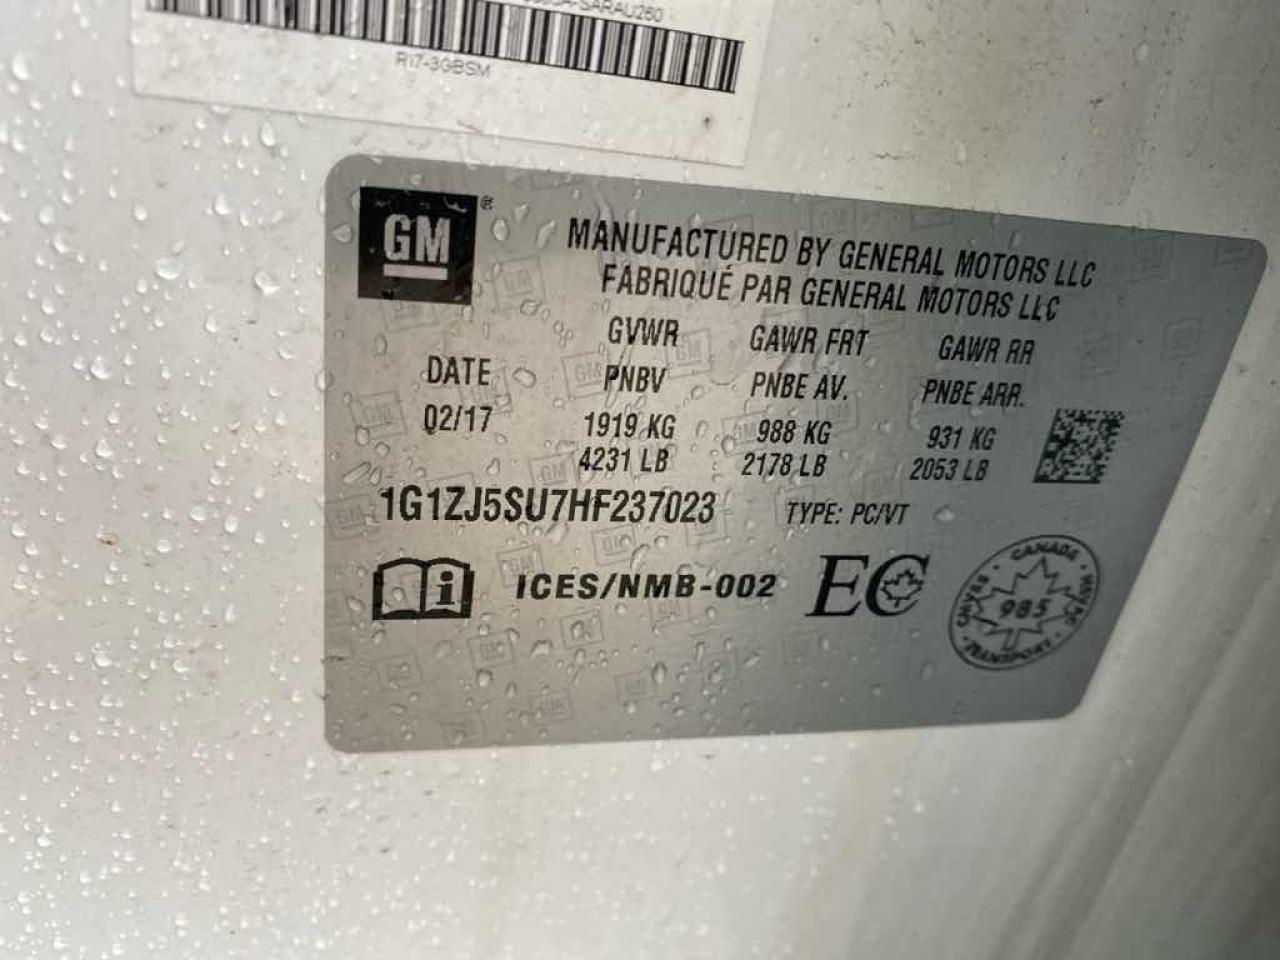 SARAU260
R17-3GBSM
GM®
MANUFACTURED BY GENERAL MOTORS LLC
FABRIQUÉ PAR GENERAL MOTORS LLC
GVWR GAWR FRT GAWR RR
DATE PNBV PNBE AV. PNBE ARR.
02/17 1919 KG 988 KG 931 KG
4231 LB 2178 LB 2053 LB
1G1ZJ5SU7HF237023 TYPE: PC/VT
i ICES/NMB-002 EC
CANADA
985
TRANSPORT